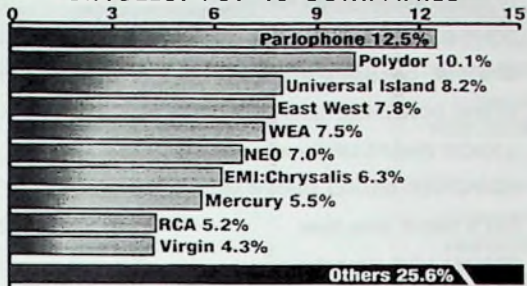 0 3 6 9 12 15
Parlophone 12.5%
Polydor 10.1%
Universal Island 8.2%
East West 7.8%
WEA 7.5%
NEO 7.0%
EMI:Chrysalis 6.3%
Mercury 5.5%
RCA 5.2%
Virgin 4.3%
Others 25.6%